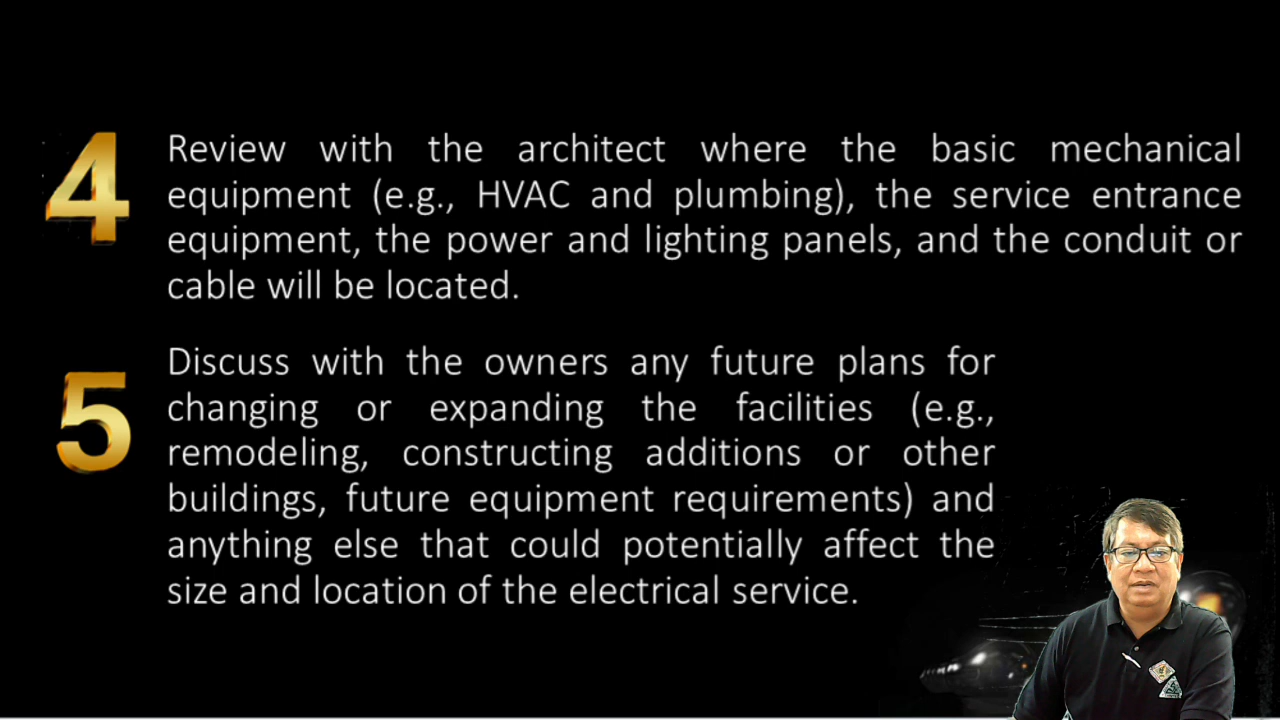 4
Review with the architect where the basic mechanical
equipment (e.g., HVAC and plumbing), the service entrance
equipment, the power and lighting panels, and the conduit or
cable will be located.
5
Discuss with the owners any future plans for
changing or expanding the facilities (e.g.,
remodeling, constructing additions or other
buildings, future equipment requirements) and
anything else that could potentially affect the
size and location of the electrical service.